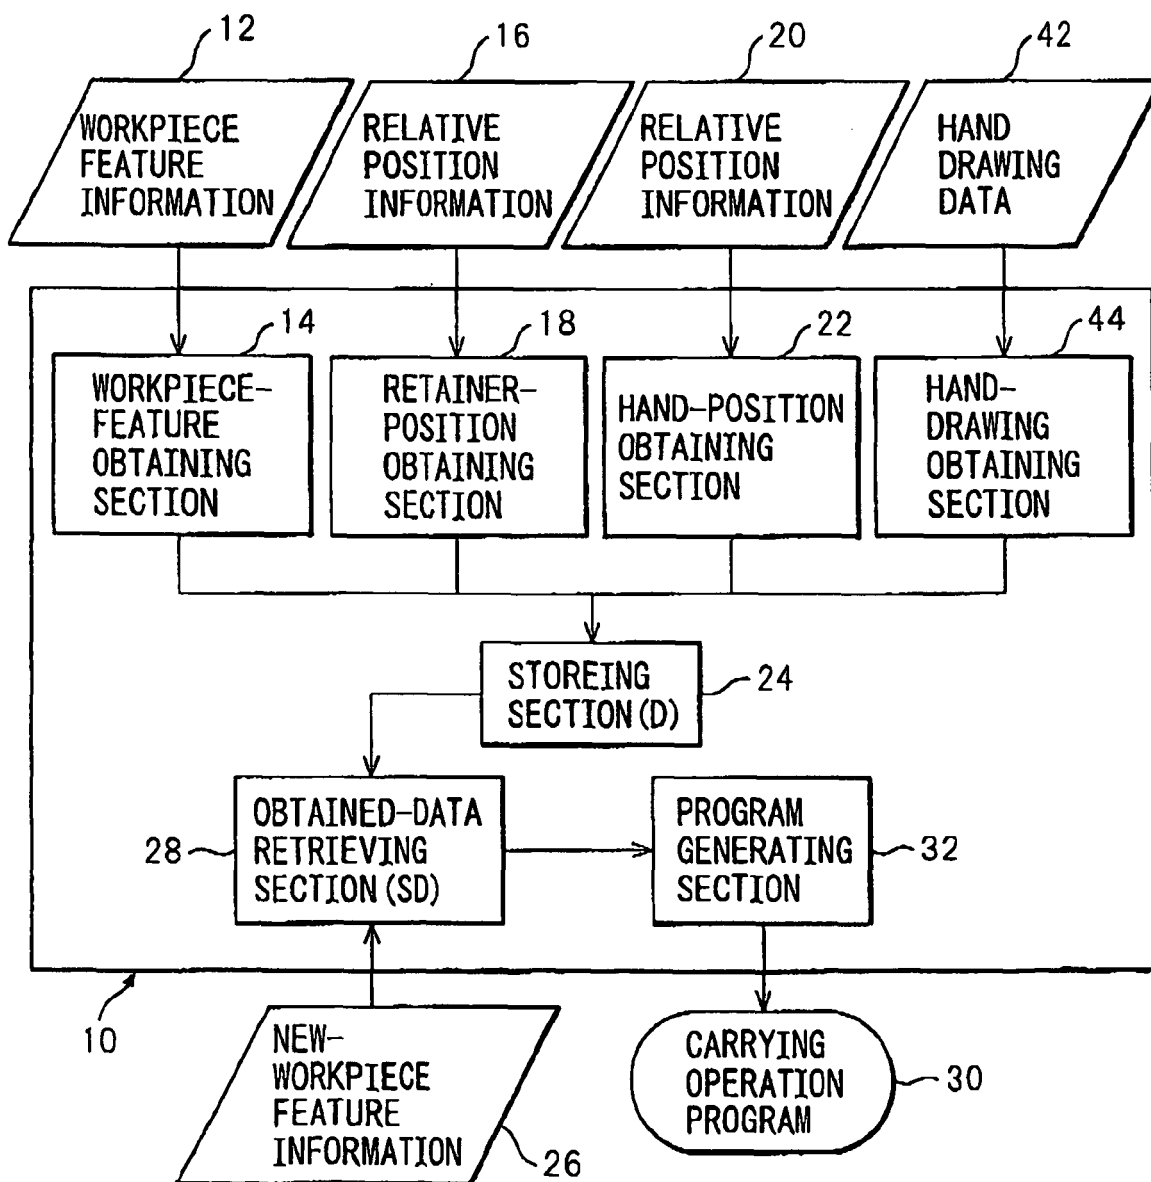 12
16
20
42
WORKPIECE
FEATURE
INFORMATION
RELATIVE
POSITION
INFORMATION
RELATIVE
POSITION
INFORMATION
HAND
DRAWING
DATA
14
18
22
44
WORKPIECE-
FEATURE
OBTAINING
SECTION
RETAINER-
POSITION
OBTAINING
SECTION
HAND-POSITION
OBTAINING
SECTION
HAND-
DRAWING
OBTAINING
SECTION
STOREING
SECTION(D)
24
OBTAINED-DATA
RETRIEVING
SECTION(SD)
28
PROGRAM
GENERATING
SECTION
32
10
NEW-
WORKPIECE
FEATURE
INFORMATION
26
CARRYING
OPERATION
PROGRAM
30